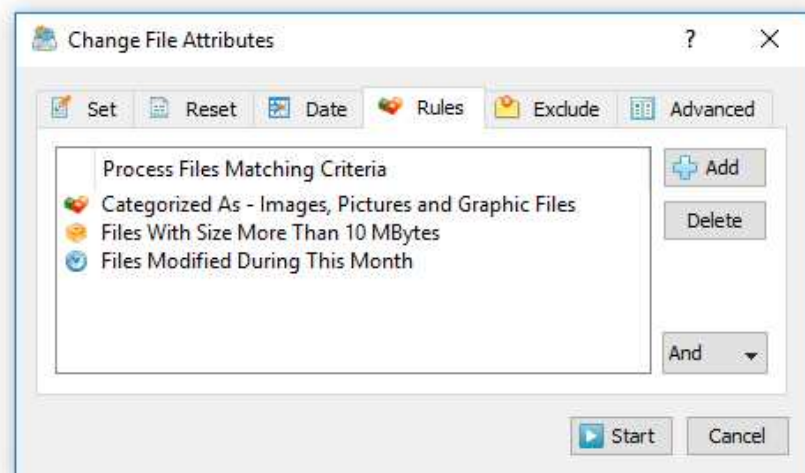 Change File Attributes ?
Set Reset Date Rules Exclude Advanced
Process Files Matching Criteria
Categorized As - Images, Pictures and Graphic Files
Files With Size More Than 10 MBytes
Files Modified During This Month
Add
Delete
And
Start Cancel